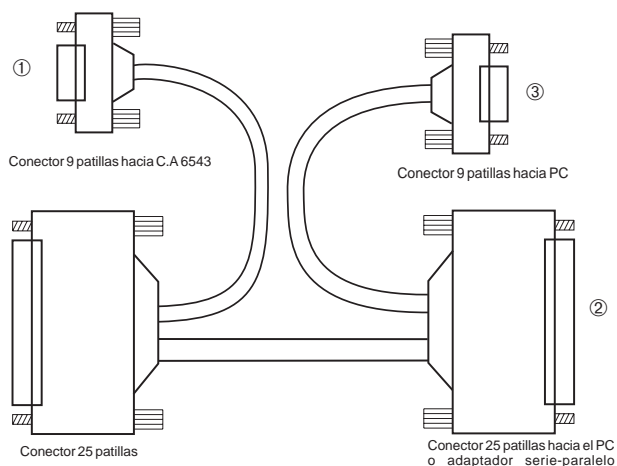 ①
③
Conector 9 patillas hacia C.A 6543
Conector 9 patillas hacia PC
②
Conector 25 patillas
Conector 25 patillas hacia el PC
o adaptador serie-paralelo